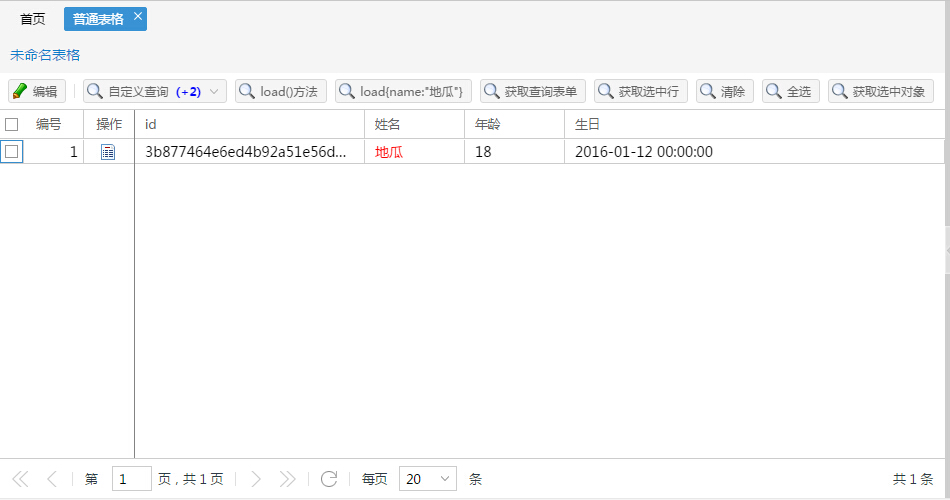 首页 普通表格
未命名表格
编辑 自定义查询 (+2) load()方法 load{name:"地瓜"} 获取查询表单 获取选中行 清除 全选 获取选中对象
编号 操作 id 姓名 年龄 生日
1 3b877464e6ed4b92a51e56d... 地瓜 18 2016-01-12 00:00:00
第 1 页，共 1 页 每页 20 条 共 1 条